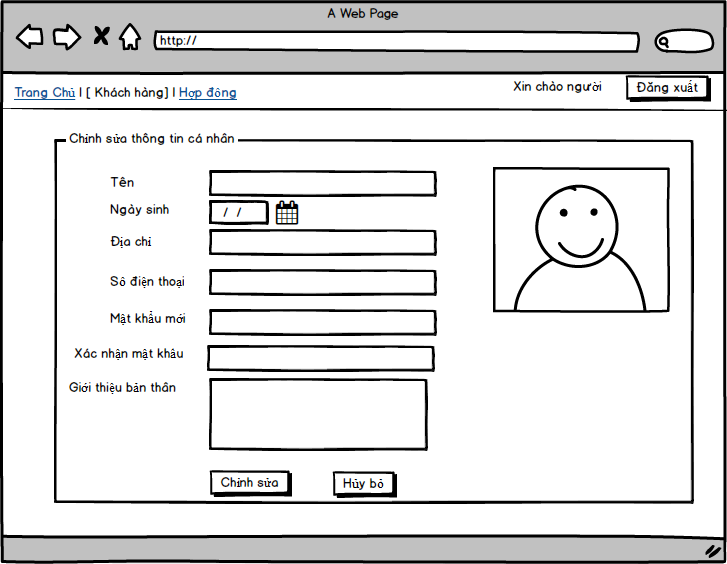 A Web Page
http://
Trang Chủ | [ Khách hàng] | Hợp đồng
Xin chào người
Đăng xuất
Chỉnh sửa thông tin cá nhân
Tên
Ngày sinh
/ /
Địa chỉ
Số điện thoại
Mật khẩu mới
Xác nhận mật khẩu
Giới thiệu bản thân
Chỉnh sửa
Hủy bỏ